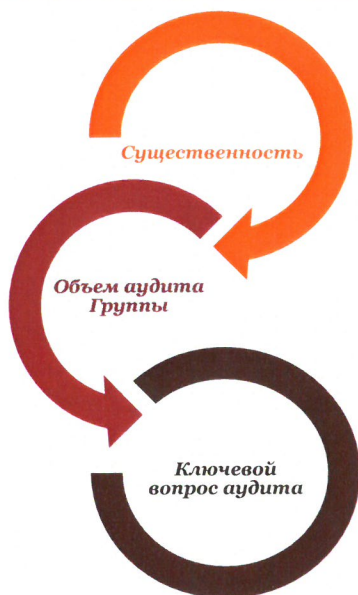 Существенность
Объем аудита
Группы
Ключевой
вопрос аудита